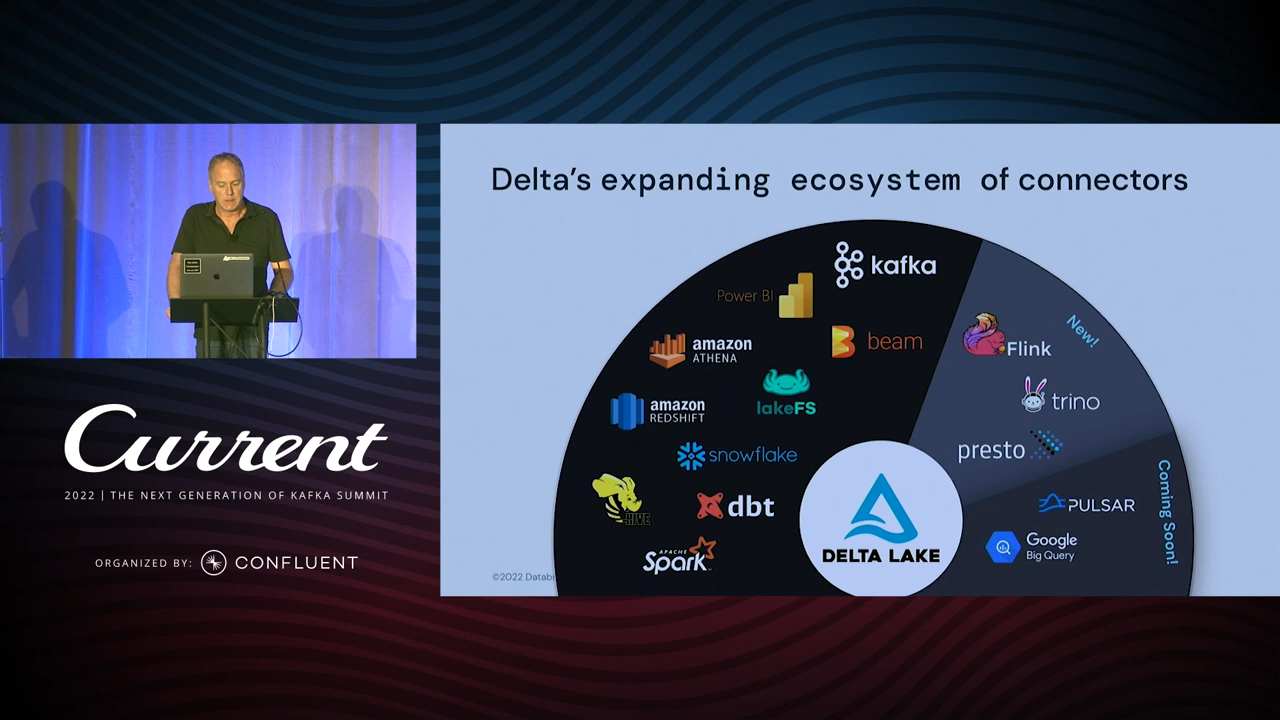 Delta's expanding ecosystem of connectors
kafka
Power BI
amazon
ATHENA
beam
lakeFS
amazon
REDSHIFT
snowflake
HIVE
dbt
APACHE
Spark
New!
Flink
trino
presto
Coming Soon!
PULSAR
Google
Big Query
DELTA LAKE
©2022 Datab
Current
2022 | THE NEXT GENERATION OF KAFKA SUMMIT
ORGANIZED BY: CONFLUENT